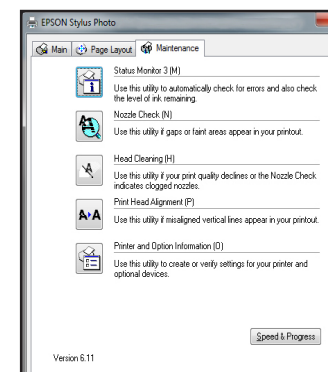 EPSON Stylus Photo
Main
Page Layout
Maintenance
Status Monitor 3 (M)
Use this utility to automatically check for errors and also check
the level of ink remaining.
Nozzle Check (N)
Use this utility if gaps or faint areas appear in your printout.
Head Cleaning (H)
Use this utility if your print quality declines or the Nozzle Check
indicates clogged nozzles.
Print Head Alignment (P)
Use this utility if misaligned vertical lines appear in your printout.
Printer and Option Information (O)
Use this utility to create or verify settings for your printer and
optional devices.
Speed & Progress
Version 6.11